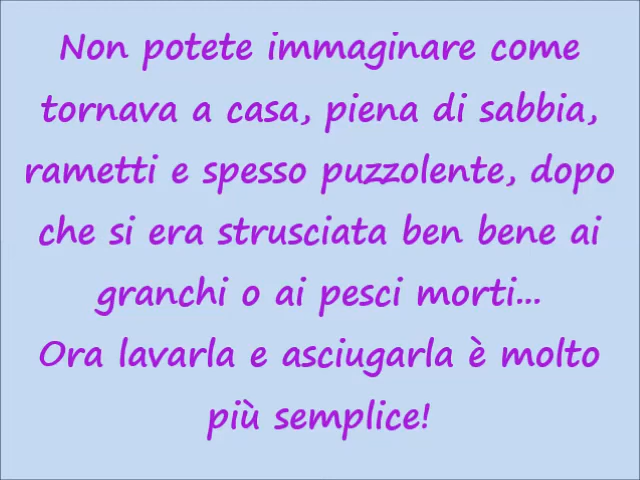 Non potete immaginare come
tornava a casa, piena di sabbia,
rametti e spesso puzzolente, dopo
che si era strusciata ben bene ai
granchi o ai pesci morti...
Ora lavarla e asciugarla è molto
più semplice!